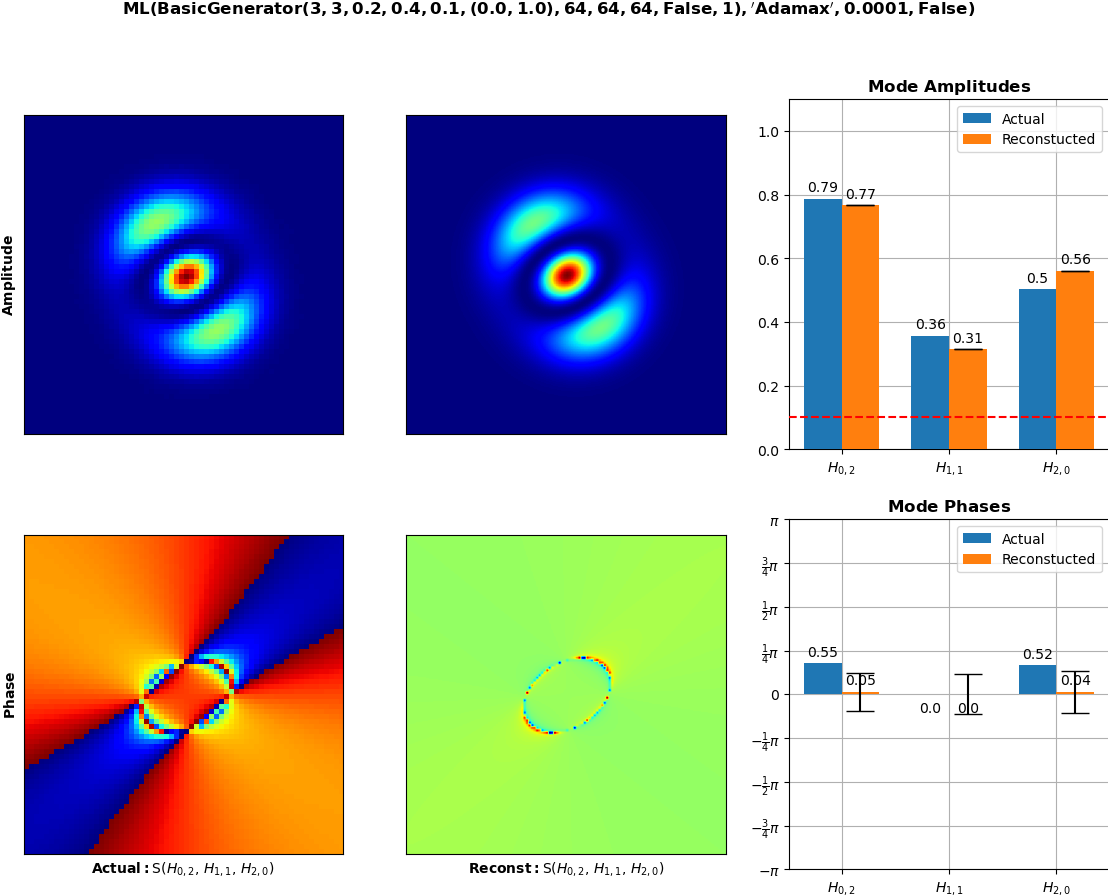 ML(BasicGenerator(3, 3, 0.2, 0.4, 0.1, (0.0, 1.0), 64, 64, 64, False, 1), ′Adamax′, 0.0001, False)
Amplitude
Mode Amplitudes
Actual
Reconstucted
1.0
0.8
0.6
0.4
0.2
0.0
0.79
0.77
0.36
0.31
0.5
0.56
H0,2
H1,1
H2,0
Phase
Actual: S(H0,2, H1,1, H2,0)
Reconst: S(H0,2, H1,1, H2,0)
Mode Phases
Actual
Reconstucted
π
3/4π
1/2π
1/4π
0
−1/4π
−1/2π
−3/4π
−π
0.55
0.05
0.0
0.0
0.52
0.04
H0,2
H1,1
H2,0